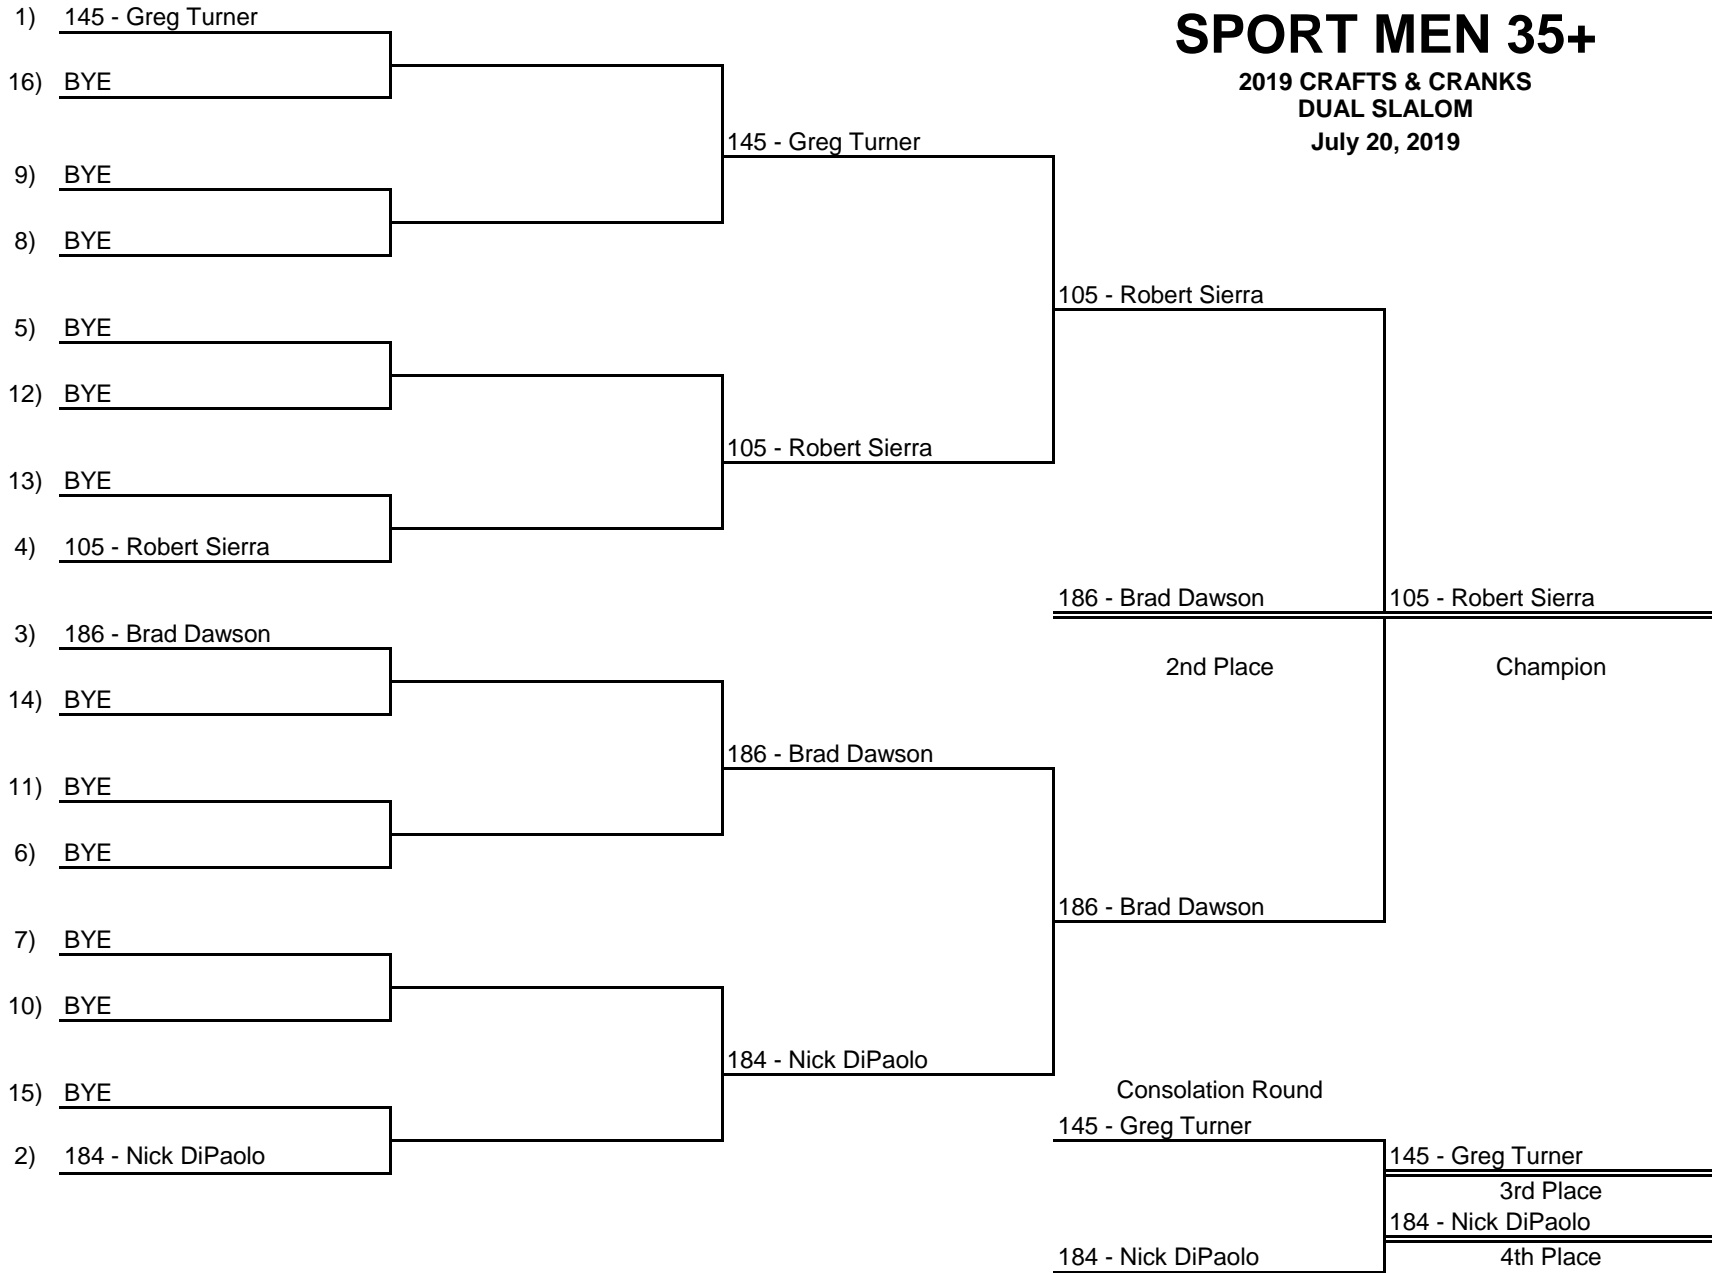 SPORT MEN 35+
2019 CRAFTS & CRANKS
DUAL SLALOM
July 20, 2019
1) 145 - Greg Turner
16) BYE
9) BYE
8) BYE
5) BYE
12) BYE
13) BYE
4) 105 - Robert Sierra
3) 186 - Brad Dawson
14) BYE
11) BYE
6) BYE
7) BYE
10) BYE
15) BYE
2) 184 - Nick DiPaolo
145 - Greg Turner
105 - Robert Sierra
186 - Brad Dawson
184 - Nick DiPaolo
105 - Robert Sierra
186 - Brad Dawson
186 - Brad Dawson
2nd Place
105 - Robert Sierra
Champion
Consolation Round
145 - Greg Turner
184 - Nick DiPaolo
145 - Greg Turner
3rd Place
184 - Nick DiPaolo
4th Place